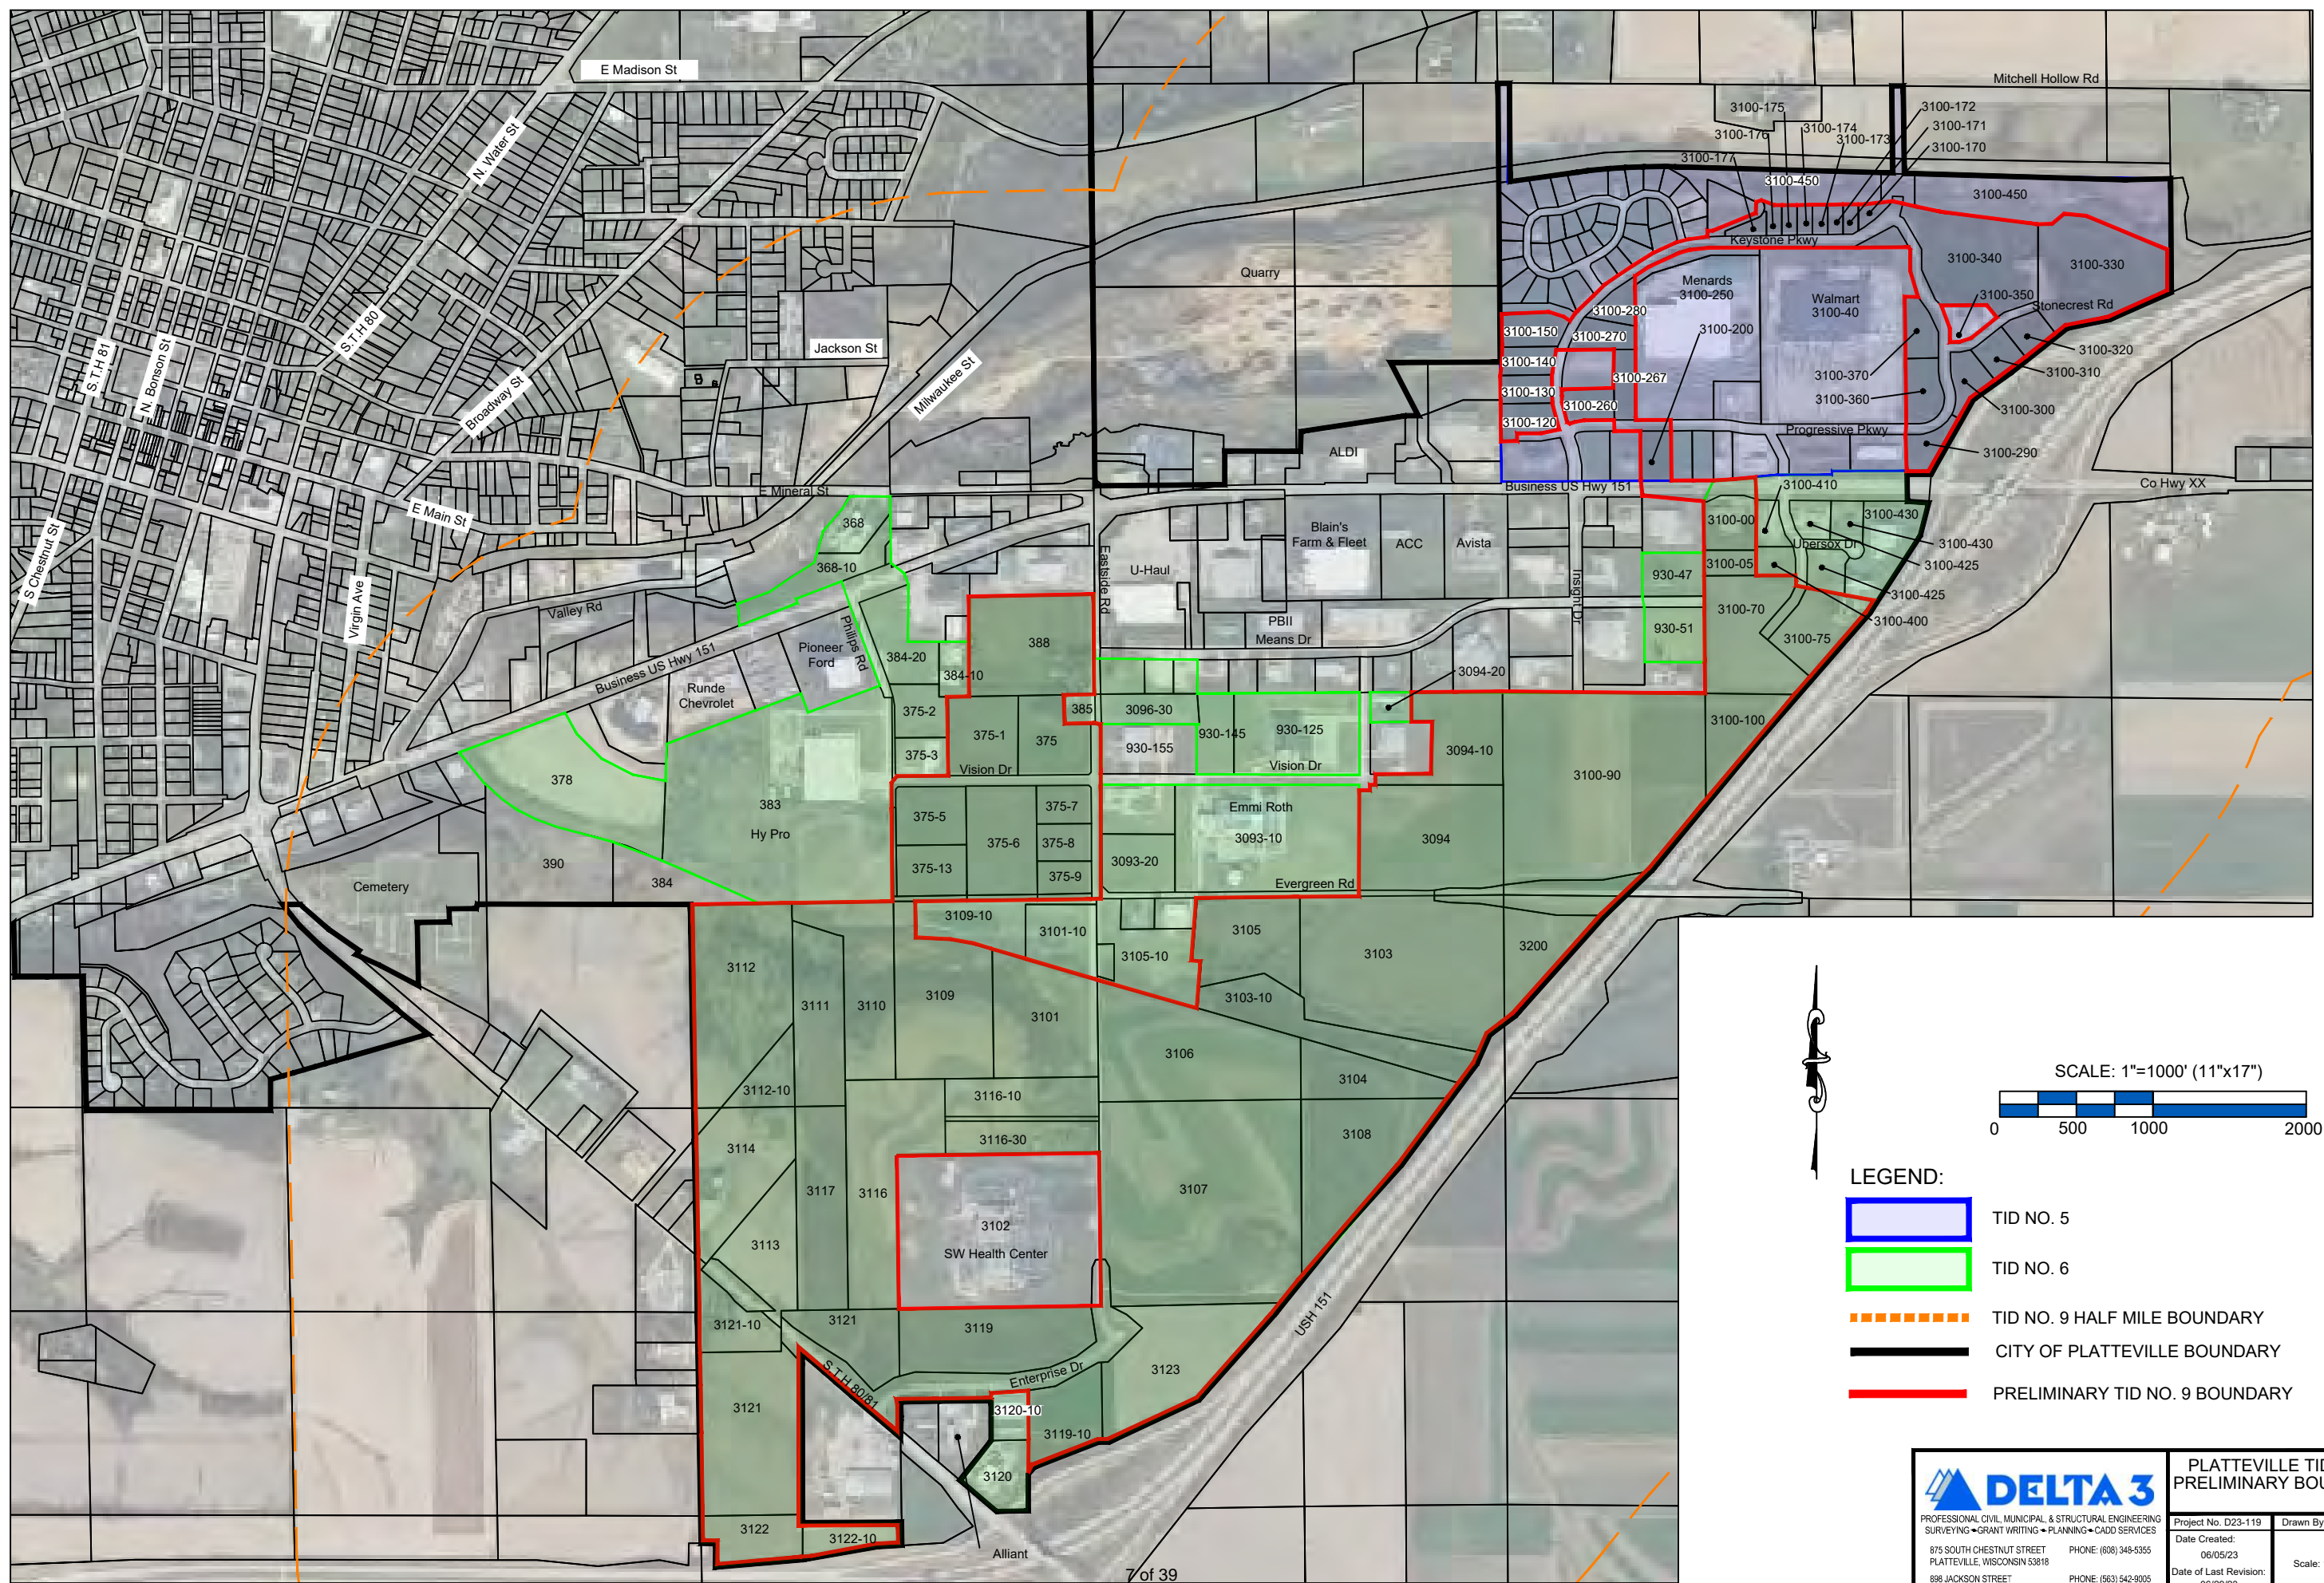 E Madison St
Mitchell Hollow Rd
N. Water St
3100-175
3100-172
3100-176
3100-174
3100-171
3100-173
3100-170
3100-177
3100-450
3100-450
Keystone Pkwy
Quarry
3100-340
3100-330
Menards
3100-250
Walmart
3100-40
3100-350
Stonecrest Rd
3100-280
3100-150
3100-270
3100-200
S.T.H 80
S. T.H 81
N. Bonson St
Jackson St
Milwaukee St
Broadway St
3100-320
3100-140
3100-310
3100-267
3100-370
3100-130
3100-360
3100-260
3100-300
3100-120
Progressive Pkwy
3100-290
ALDI
E Mineral St
Business US Hwy 151
3100-410
Co Hwy XX
E Main St
368
3100-00
3100-430
S Chestnut St
Blain's
Farm & Fleet
ACC
Avista
Ubersox Dr
3100-430
Eastside Rd
U-Haul
368-10
930-47
3100-05
3100-425
Insight Dr
3100-425
Virgin Ave
Valley Rd
3100-70
PBII
Means Dr
930-51
3100-400
388
Phillips Rd
Pioneer
Ford
384-20
3100-75
Business US Hwy 151
384-10
3094-20
Runde
Chevrolet
375-2
385
3096-30
3100-100
375-1
375
930-145
930-125
930-155
3094-10
375-3
Vision Dr
Vision Dr
378
3100-90
383
Hy Pro
375-7
Emmi Roth
375-5
375-6
375-8
3093-10
3094
390
384
375-13
3093-20
375-9
Cemetery
Evergreen Rd
3109-10
3101-10
3105
3105-10
3103
3200
3112
3111
3110
3109
3101
3103-10
3106
3112-10
3116-10
3104
SCALE: 1"=1000' (11"x17")
0
500
1000
2000
3114
3116-30
3108
LEGEND:
TID NO. 5
3117
3116
3107
3102
SW Health Center
3113
TID NO. 6
3121-10
3121
3119
USH 151
TID NO. 9 HALF MILE BOUNDARY
CITY OF PLATTEVILLE BOUNDARY
S.T.H 80/81
Enterprise Dr
3123
PRELIMINARY TID NO. 9 BOUNDARY
3121
3120-10
3119-10
3120
3122
3122-10
Alliant
7 of 39
DELTA 3
PROFESSIONAL CIVIL, MUNICIPAL, & STRUCTURAL ENGINEERING
SURVEYING GRANT WRITING PLANNING CADD SERVICES
875 SOUTH CHESTNUT STREET PHONE: (608) 348-5355
PLATTEVILLE, WISCONSIN 53818
898 JACKSON STREET PHONE: (563) 542-9005
PLATTEVILLE TID
PRELIMINARY BOU
Project No. D23-119
Drawn By
Date Created:
06/05/23
Scale:
Date of Last Revision: